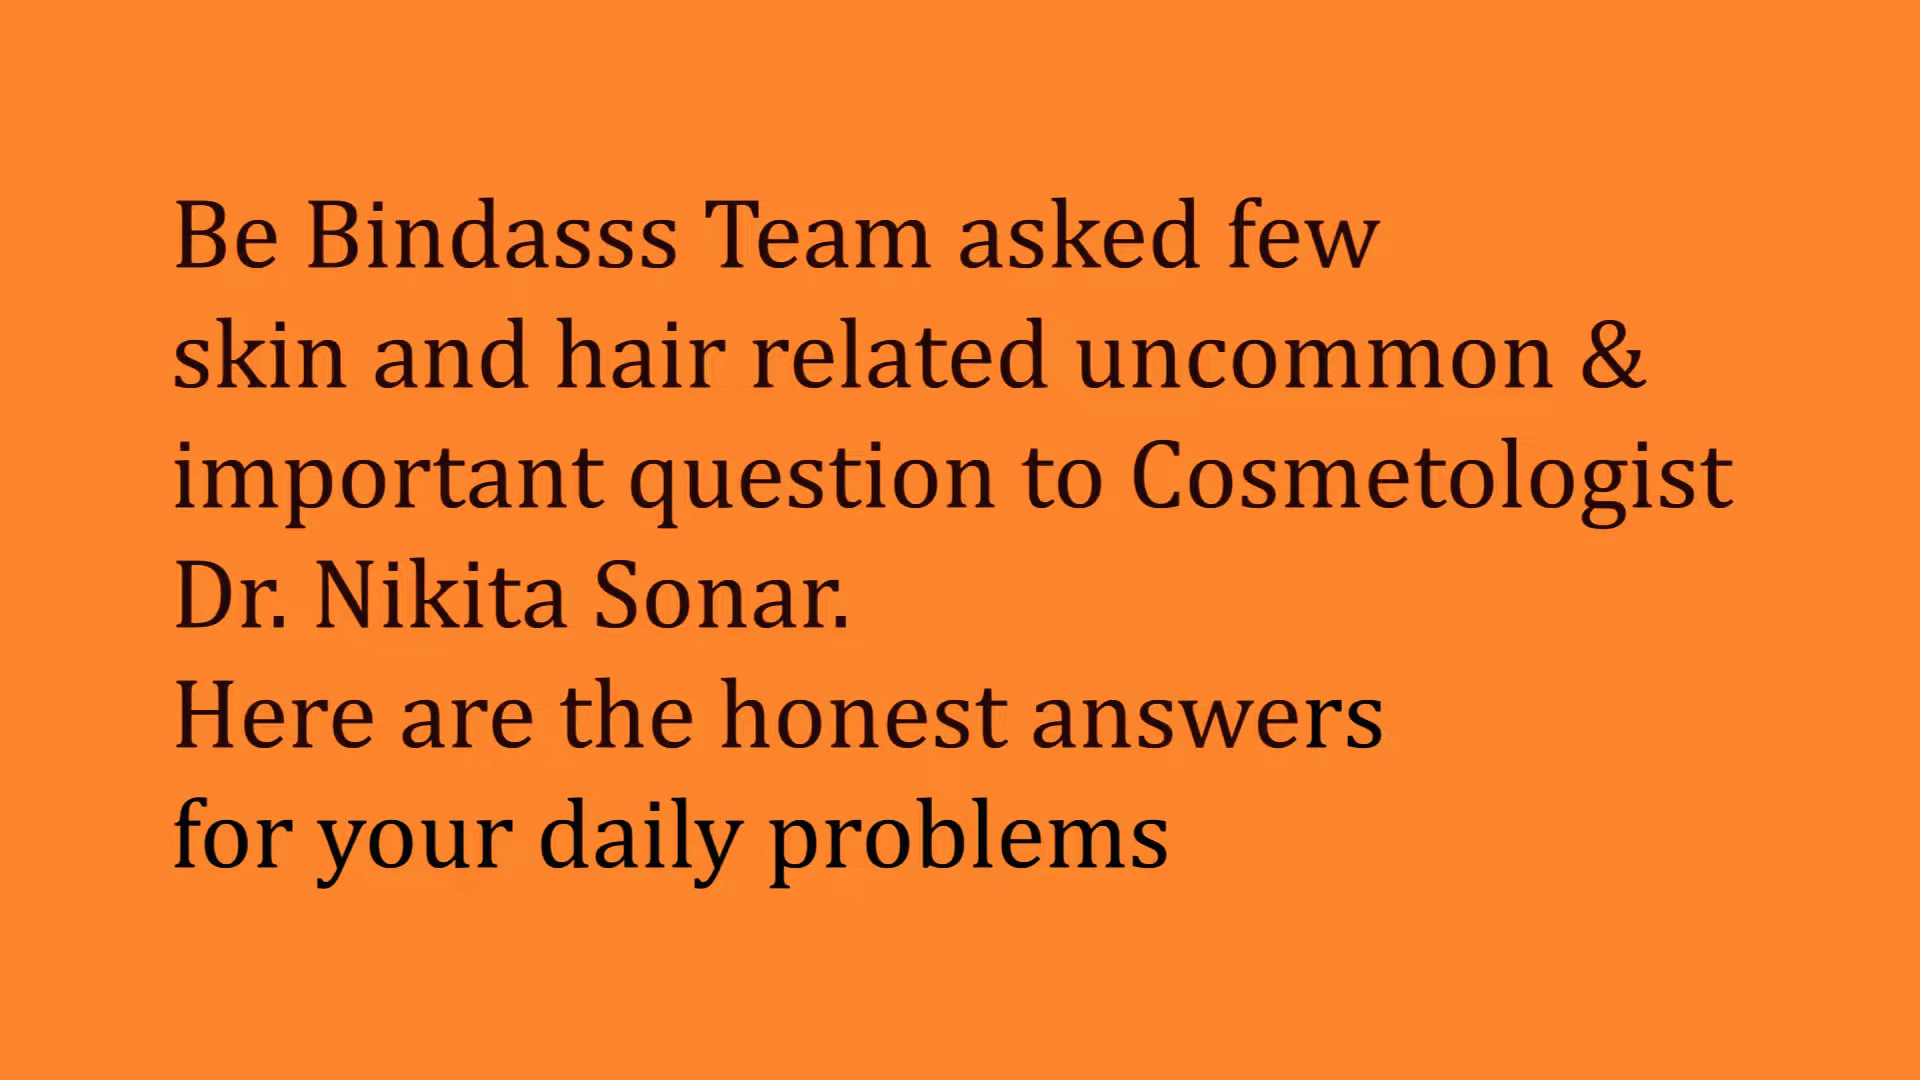 Be Bindasss Team asked few
skin and hair related uncommon &
important question to Cosmetologist
Dr. Nikita Sonar.
Here are the honest answers
for your daily problems